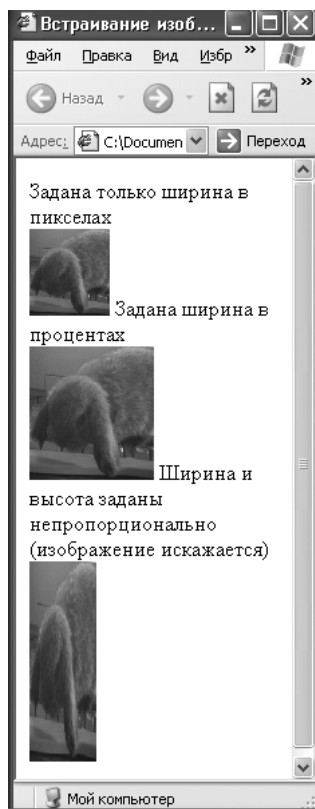 Встраивание изоб...
Файл Правка Вид Избр »
Назад »
Адрес: C:\Documen Переход
Задана только ширина в
пикселах
Задана ширина в
процентах
Ширина и
высота заданы
непропорционально
(изображение искажается)
Мой компьютер